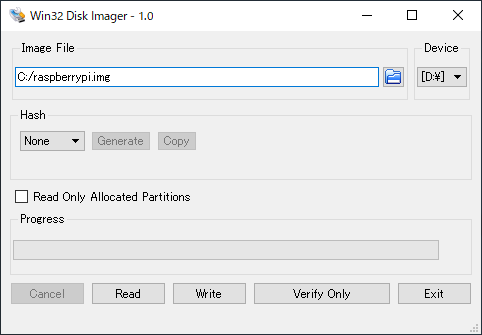 Win32 Disk Imager - 1.0
Image File
Device
C:/raspberrypi.img
[D:¥]
Hash
None
Generate
Copy
Read Only Allocated Partitions
Progress
Cancel
Read
Write
Verify Only
Exit